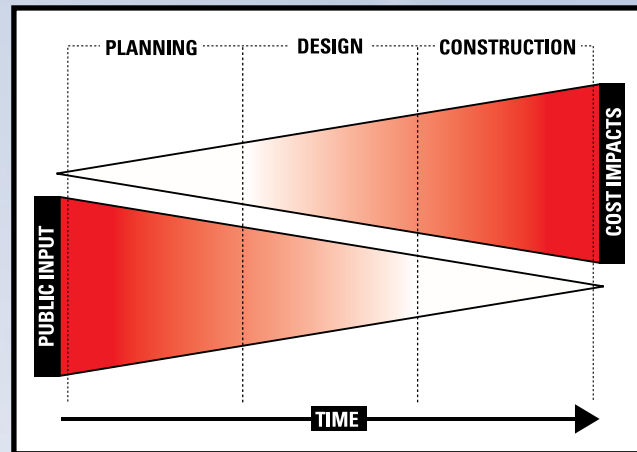 PLANNING
DESIGN
CONSTRUCTION
PUBLIC INPUT
COST IMPACTS
TIME